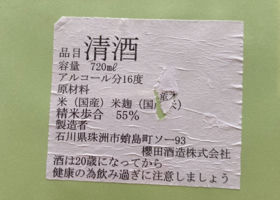 品目 清酒
容量 720mℓ
アルコール分16度
原材料
米(国産)米麹(国産米)
精米歩合 55%
製造者
石川県珠洲市蛸島町ソー93
櫻田酒造株式会社
酒は20歳になってから
健康の為飲み過ぎに注意しましょう